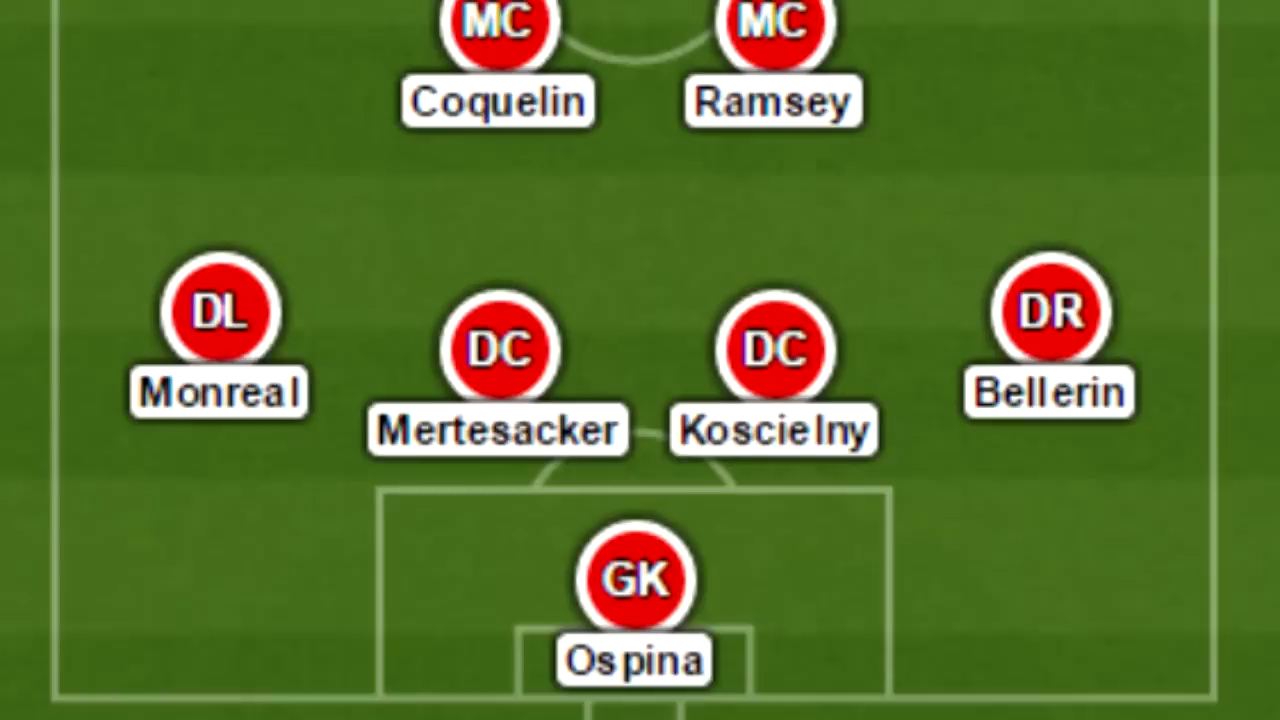 MC MC
Coquelin Ramsey
DL DR
DC DC
Monreal Bellerin
Mertesacker Koscielny
GK
Ospina